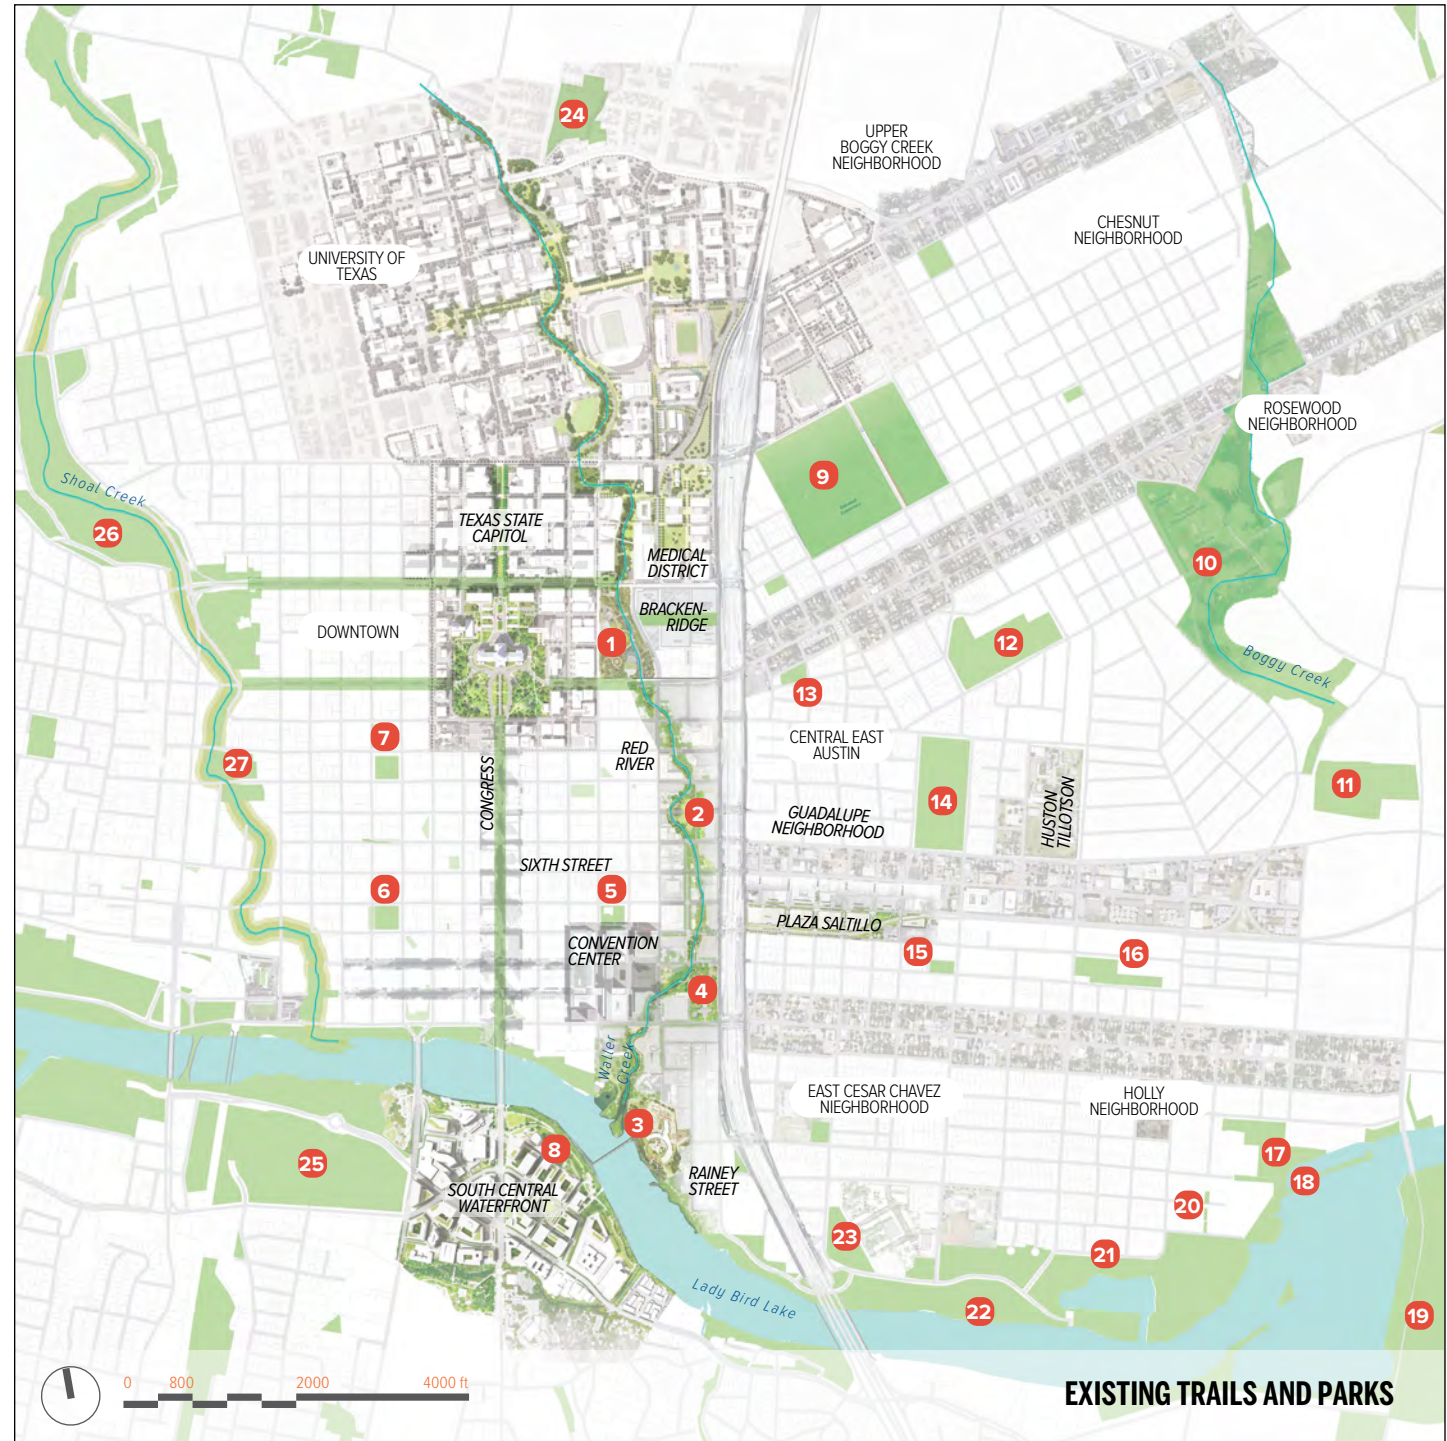 24
UPPER
BOGGY CREEK
NEIGHBORHOOD
CHESNUT
NEIGHBORHOOD
UNIVERSITY OF
TEXAS
ROSEWOOD
NEIGHBORHOOD
Shoal Creek
9
26
TEXAS STATE
CAPITOL
MEDICAL
DISTRICT
10
BRACKEN-
RIDGE
DOWNTOWN
1
12
Boggy Creek
13
7
RED
RIVER
CENTRAL EAST
AUSTIN
27
CONGRESS
11
14
2
GUADALUPE
NEIGHBORHOOD
HUSTON
TILLOTSON
SIXTH STREET
6
5
PLAZA SALTILLO
CONVENTION
CENTER
15
16
4
Waller
Creek
EAST CESAR CHAVEZ
NIEGHBORHOOD
HOLLY
NEIGHBORHOOD
3
8
25
17
18
RAINEY
STREET
SOUTH CENTRAL
WATERFRONT
20
23
21
Lady Bird Lake
22
19
0 800 2000 4000 ft
EXISTING TRAILS AND PARKS